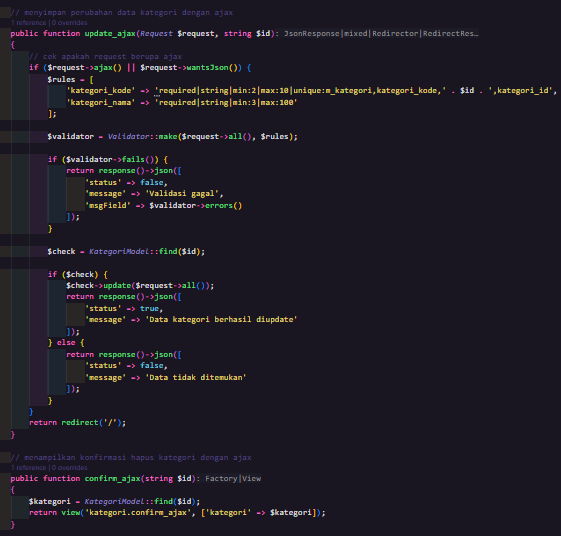 // menyimpan perubahan data kategori dengan ajax
1 reference | 0 overrides
public function update_ajax(Request $request, string $id): JsonResponse|mixed|Redirector|RedirectRes…
{
// cek apakah request berupa ajax
if ($request->ajax() || $request->wantsJson()) {
$rules = [
'kategori_kode' => 'required|string|min:2|max:10|unique:m_kategori,kategori_kode,' . $id . ',kategori_id',
'kategori_nama' => 'required|string|min:3|max:100'
];
$validator = Validator::make($request->all(), $rules);
if ($validator->fails()) {
return response()->json([
'status' => false,
'message' => 'Validasi gagal',
'msgField' => $validator->errors()
]);
}
$check = KategoriModel::find($id);
if ($check) {
$check->update($request->all());
return response()->json([
'status' => true,
'message' => 'Data kategori berhasil diupdate'
]);
} else {
return response()->json([
'status' => false,
'message' => 'Data tidak ditemukan'
]);
}
}
return redirect('/');
}
// menampilkan konfirmasi hapus kategori dengan ajax
1 reference | 0 overrides
public function confirm_ajax(string $id): Factory|View
{
$kategori = KategoriModel::find($id);
return view('kategori.confirm_ajax', ['kategori' => $kategori]);
}